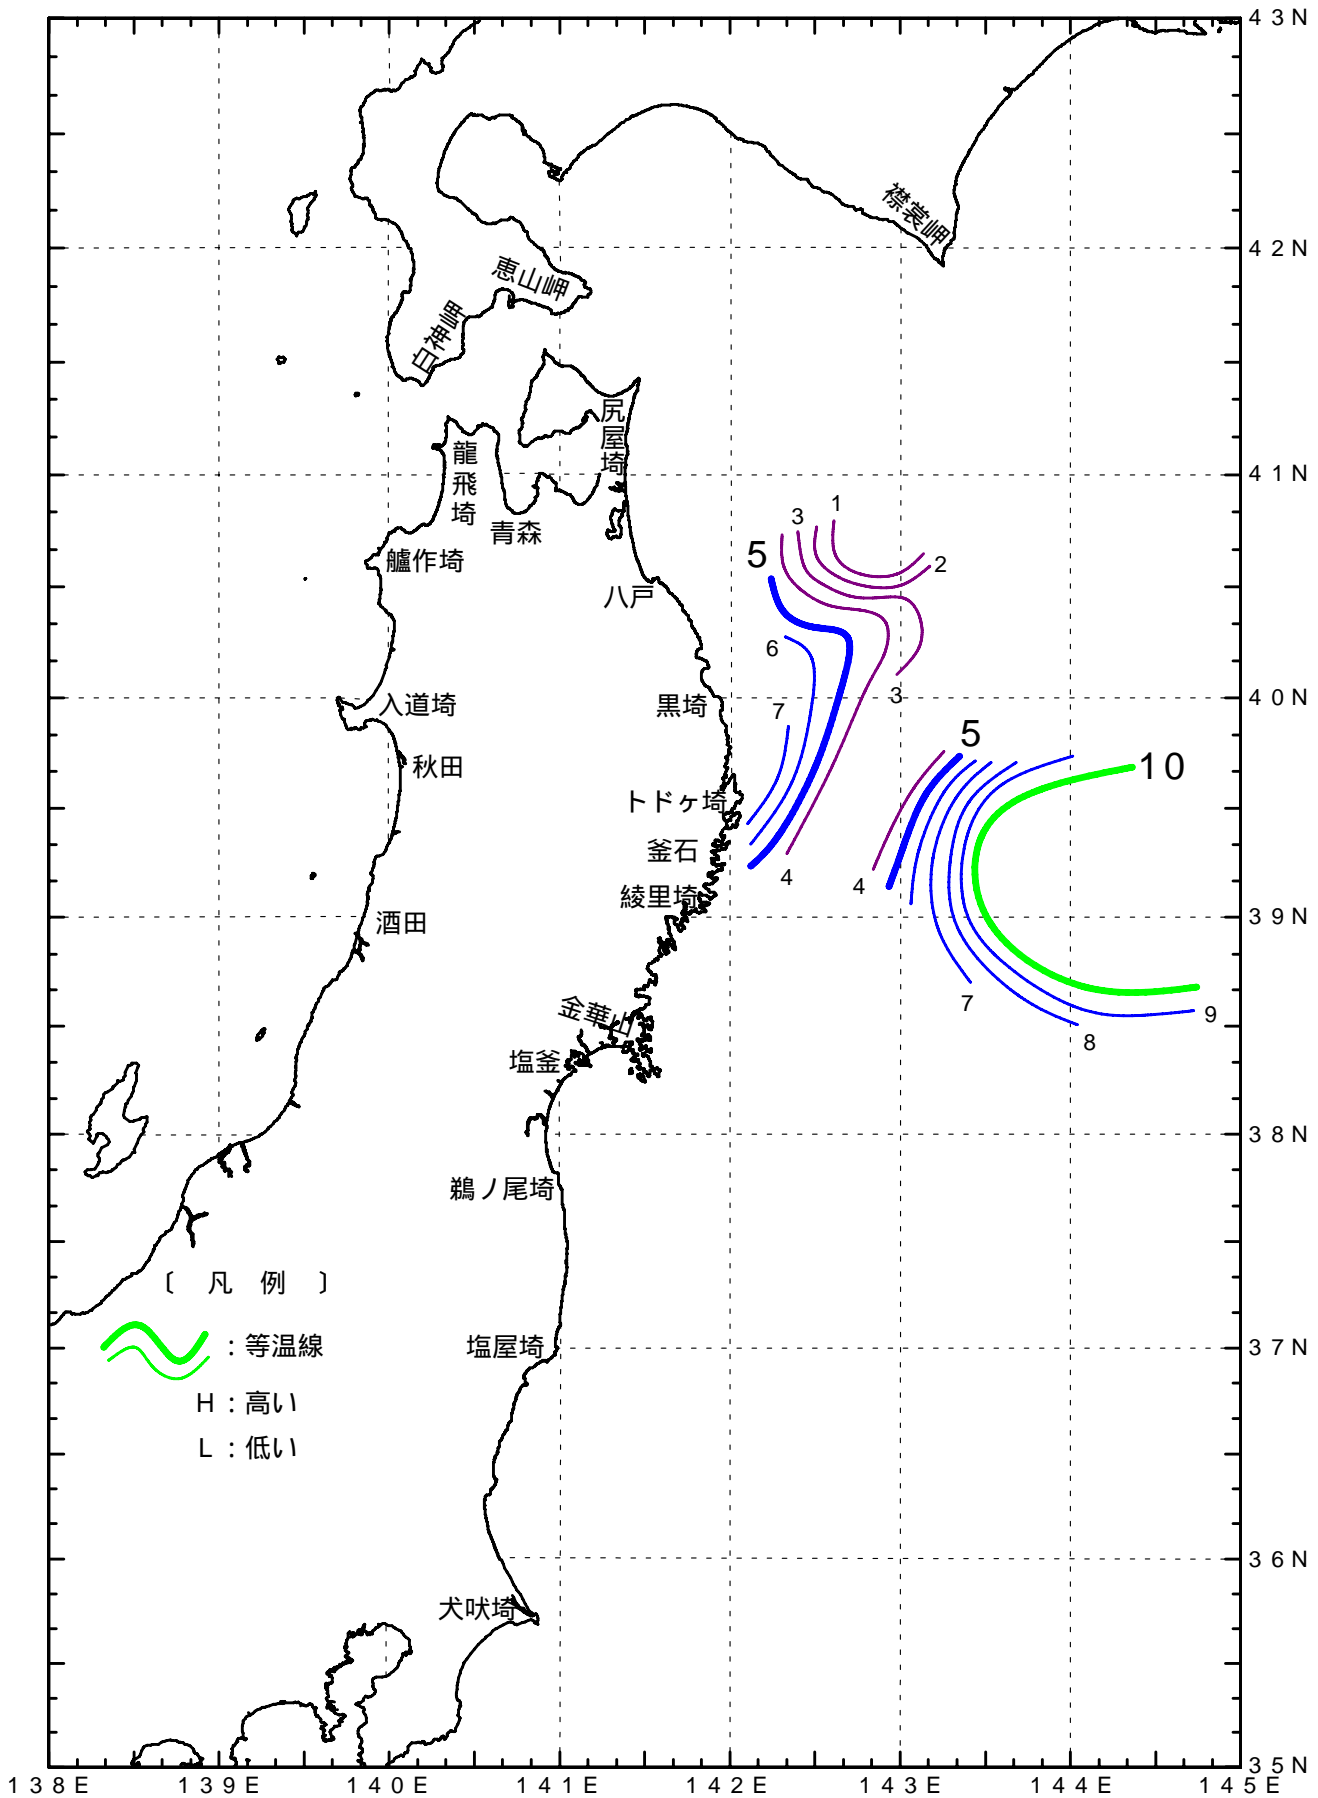 43N
襟裳岬
42N
恵山岬
白神岬
尻屋埼
龍飛埼
41N
青森
1
3
5
2
艫作埼
八戸
6
3
40N
入道埼
黒埼
7
5
秋田
10
トドヶ埼
釜石
4
4
綾里埼
39N
酒田
7
9
金華山
8
塩釜
38N
鵜ノ尾埼
〔 凡 例 〕
：等温線
塩屋埼
37N
H：高い
L：低い
36N
犬吠埼
35N
138E 139E 140E 141E 142E 143E 144E 145E